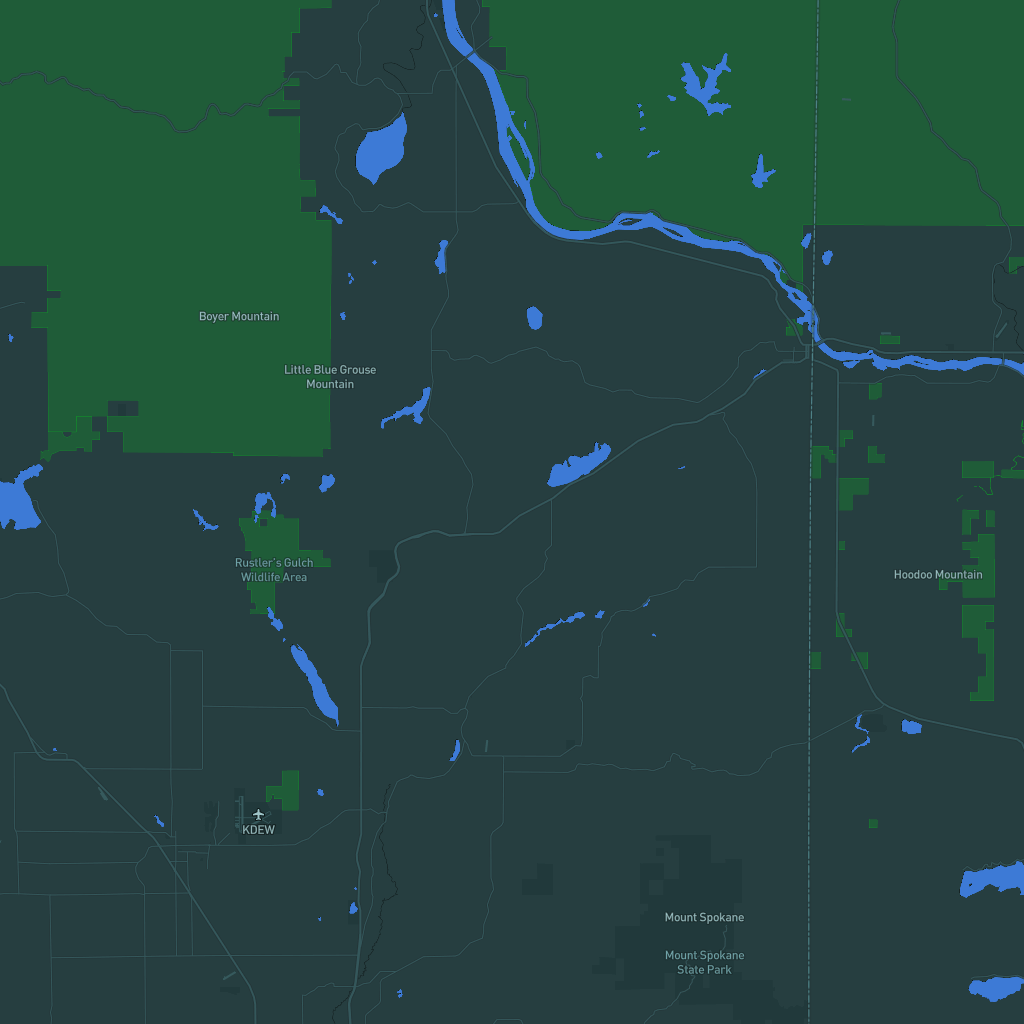 Boyer Mountain
Little Blue Grouse
Mountain
Rustler's Gulch
Wildlife Area
Hoodoo Mountain
KDEW
Mount Spokane
Mount Spokane
State Park